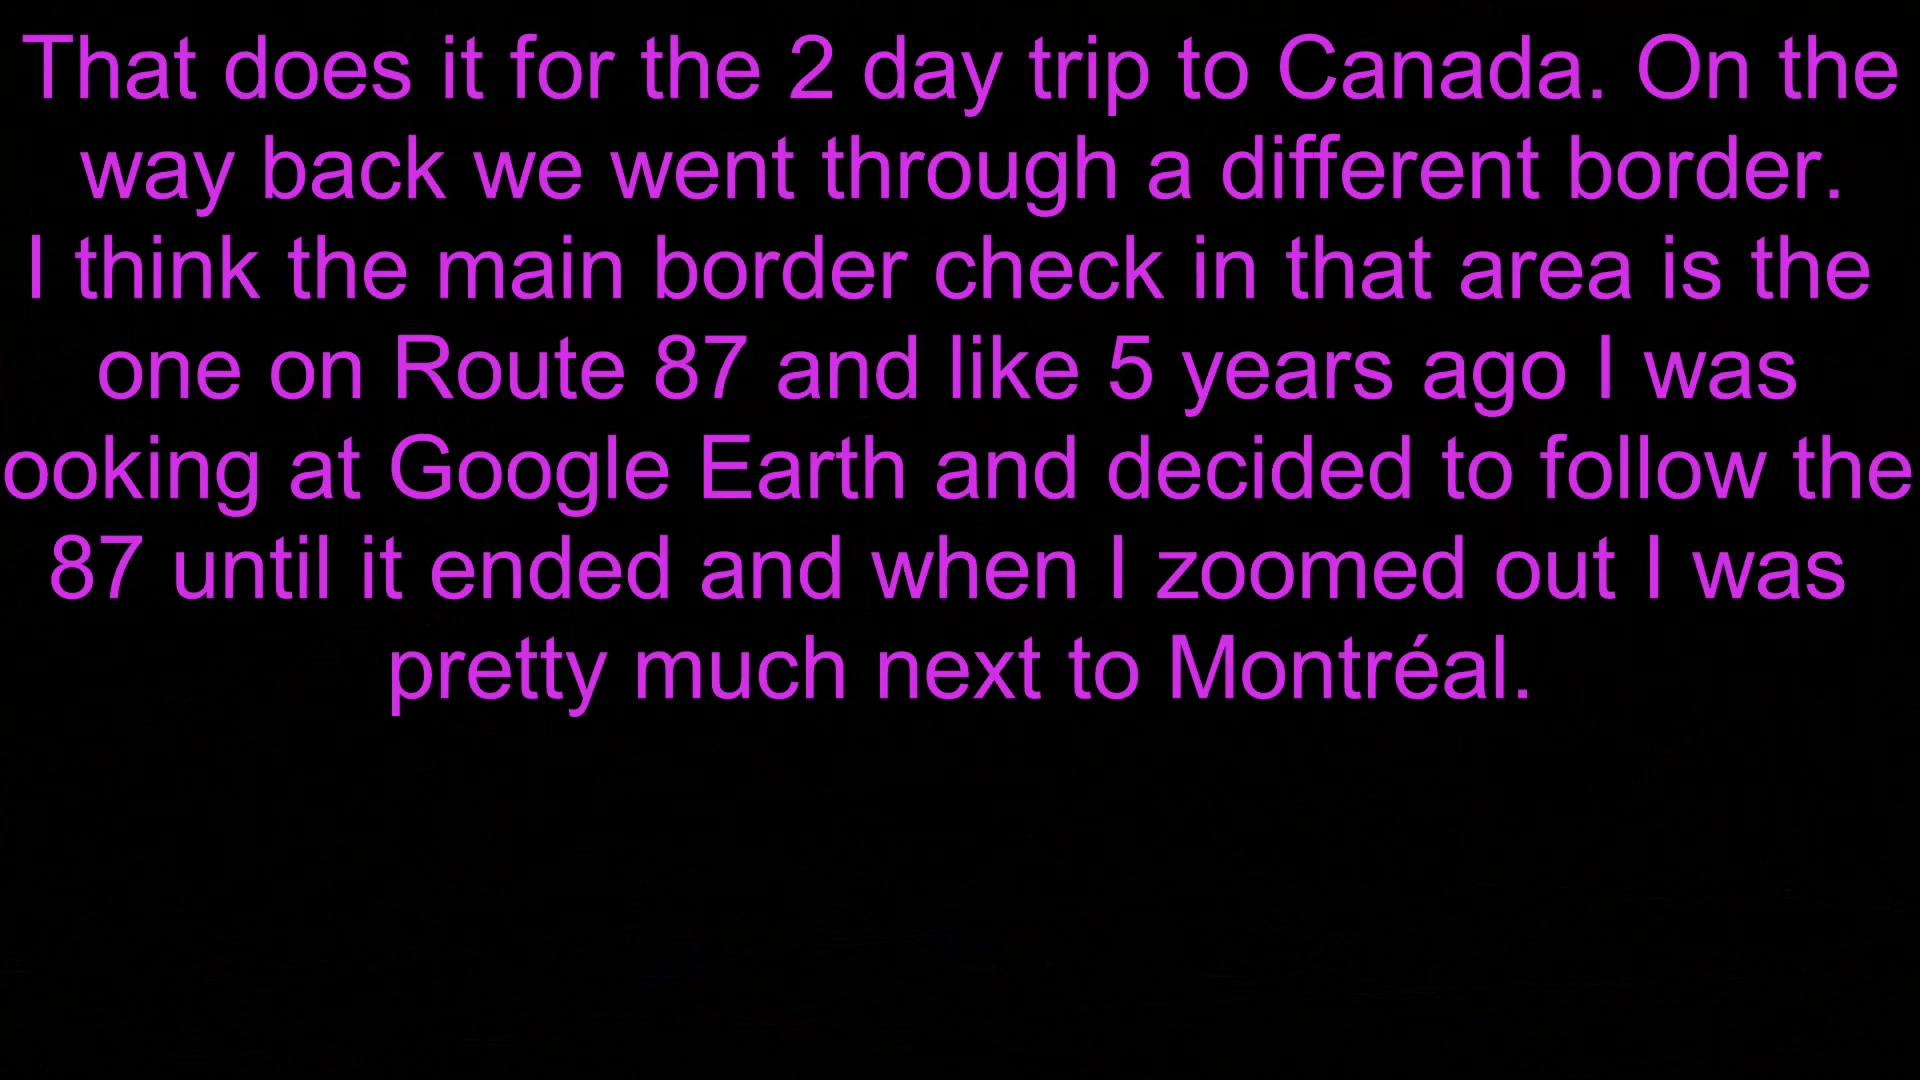 That does it for the 2 day trip to Canada. On the
way back we went through a different border.
I think the main border check in that area is the
one on Route 87 and like 5 years ago I was
ooking at Google Earth and decided to follow the
87 until it ended and when I zoomed out I was
pretty much next to Montréal.